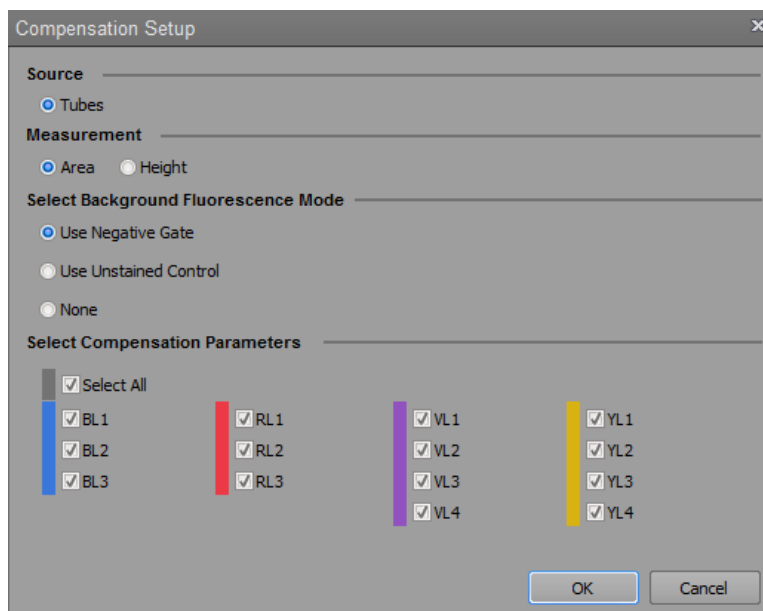 Compensation Setup
Source
Tubes
Measurement
Area Height
Select Background Fluorescence Mode
Use Negative Gate
Use Unstained Control
None
Select Compensation Parameters
Select All
BL1 RL1 VL1 YL1
BL2 RL2 VL2 YL2
BL3 RL3 VL3 YL3
VL4 YL4
OK Cancel